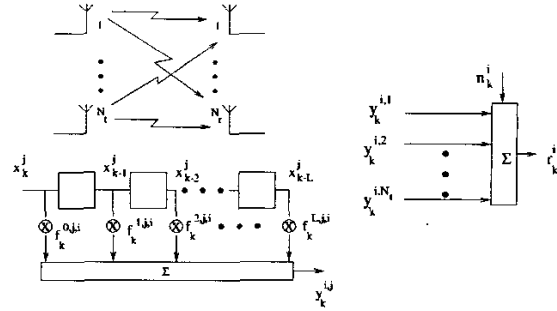 1 1
N_t N_r
n_k^i
y_k^{i,1}
y_k^{i,2}
Σ
r_k^i
y_k^{i,N_t}
x_k^j x_{k-1}^j x_{k-2}^j x_{k-L}^j
f_k^{0,j,i} f_k^{1,j,i} f_k^{2,j,i} f_k^{L,j,i}
Σ
y_k^{i,j}